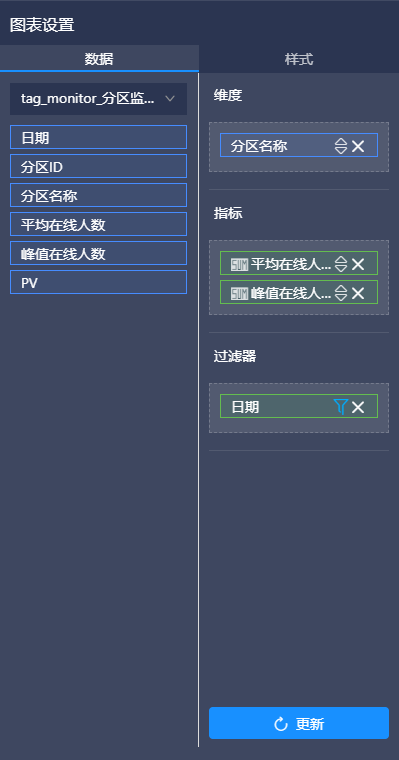 图表设置
数据
样式
tag_monitor_分区监...
日期
分区ID
分区名称
平均在线人数
峰值在线人数
PV
维度
分区名称
指标
SUM 平均在线人...
SUM 峰值在线人...
过滤器
日期
更新